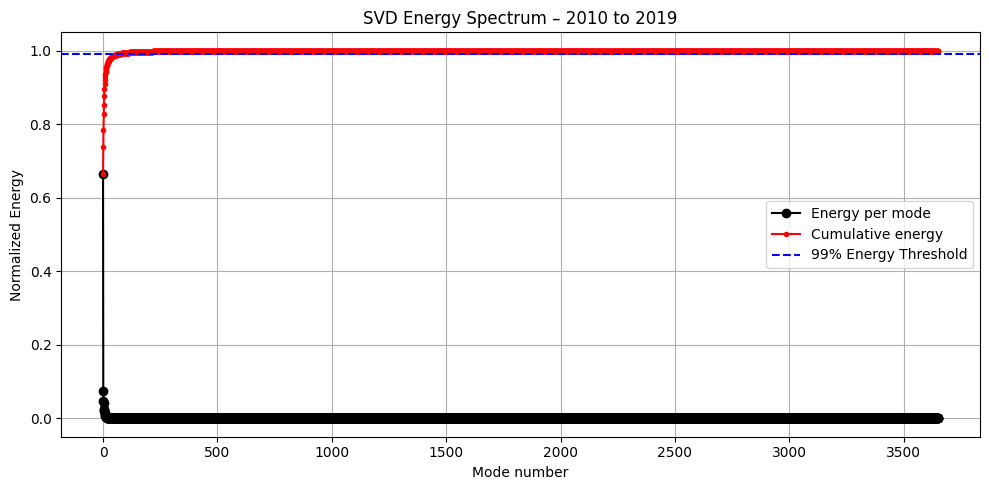 SVD Energy Spectrum – 2010 to 2019
Normalized Energy
1.0
0.8
0.6
0.4
0.2
0.0
Energy per mode
Cumulative energy
99% Energy Threshold
0 500 1000 1500 2000 2500 3000 3500
Mode number